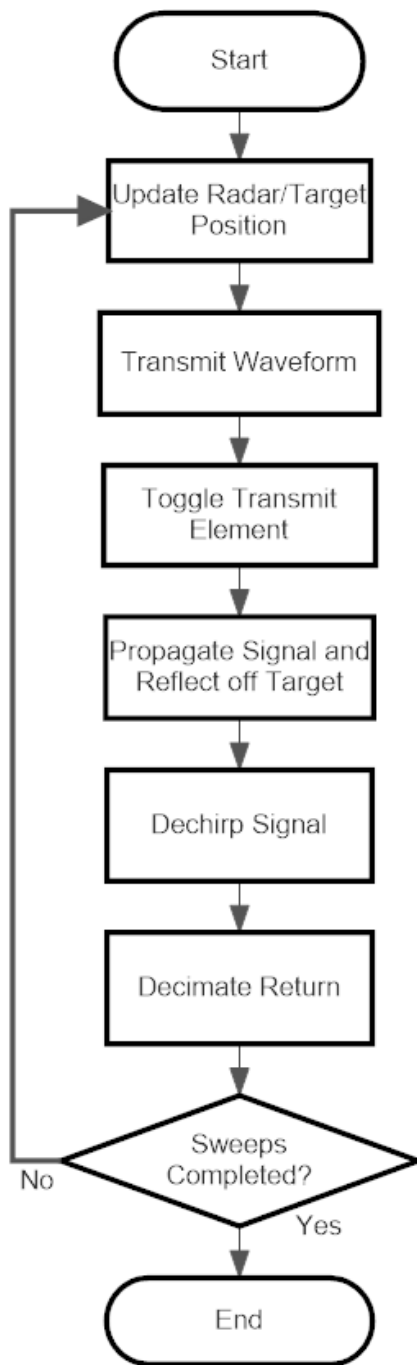 Start
Update Radar/Target
Position
Transmit Waveform
Toggle Transmit
Element
Propagate Signal and
Reflect off Target
Dechirp Signal
Decimate Return
Sweeps
Completed?
No
Yes
End